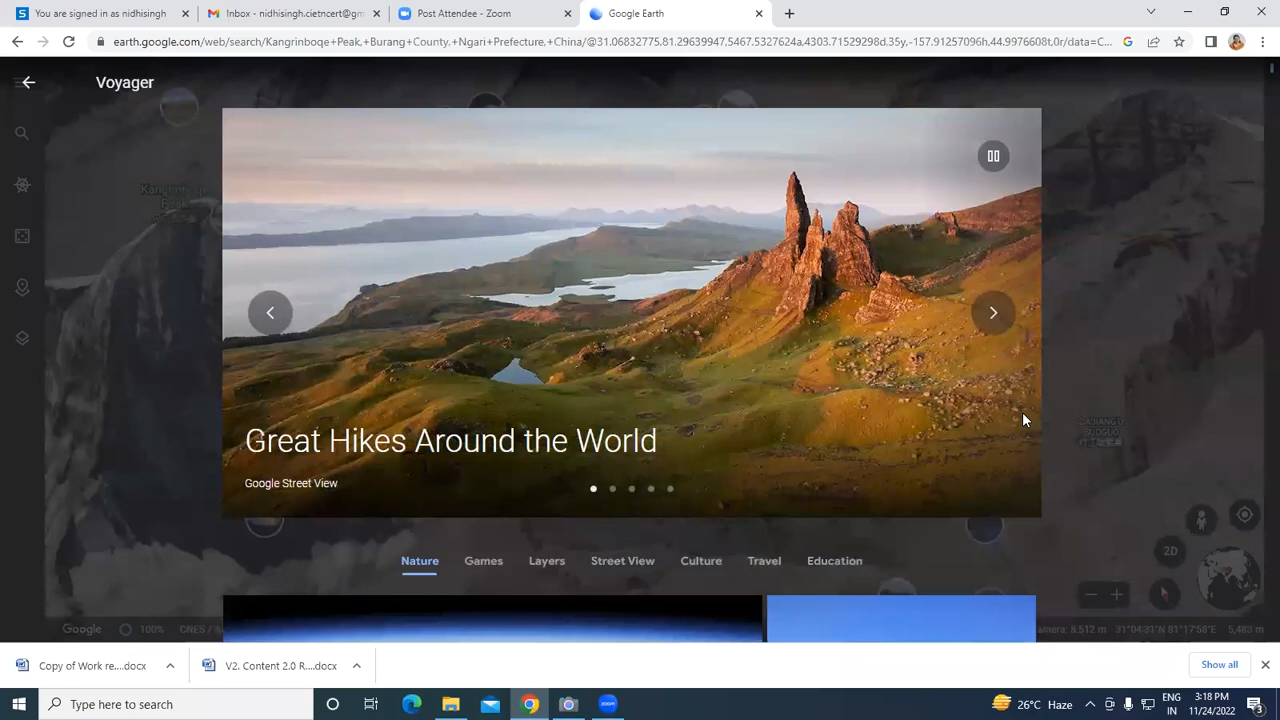 You are signed in as nidhisingh
Inbox - nidhisingh.cietncert@gm
Post Attendee - Zoom
Google Earth
earth.google.com/web/search/Kangrinboqe+Peak,+Burang+County,+Ngari+Prefecture,+China/@31.06832775,81.29639947,5467.5327624a,4303.71529298d,35y,-157.91257096h,44.9976608t,0r/data=C...
Voyager
Kangrinboqe
Peak
Great Hikes Around the World
Google Street View
Nature Games Layers Street View Culture Travel Education
2D
Google 100% CNES /
amera: 8,512 m 31°04'31"N 81°17'58"E 5,483 m
Copy of Work re....docx
V2. Content 2.0 R....docx
Show all
Type here to search
26°C Haze
ENG
IN
3:18 PM
11/24/2022
3